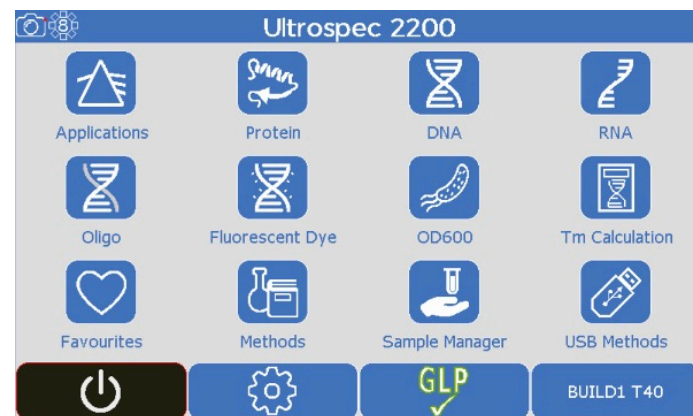 8
Ultrospec 2200
Applications
Protein
DNA
RNA
Oligo
Fluorescent Dye
OD600
Tm Calculation
Favourites
Methods
Sample Manager
USB Methods
GLP
BUILD1 T40